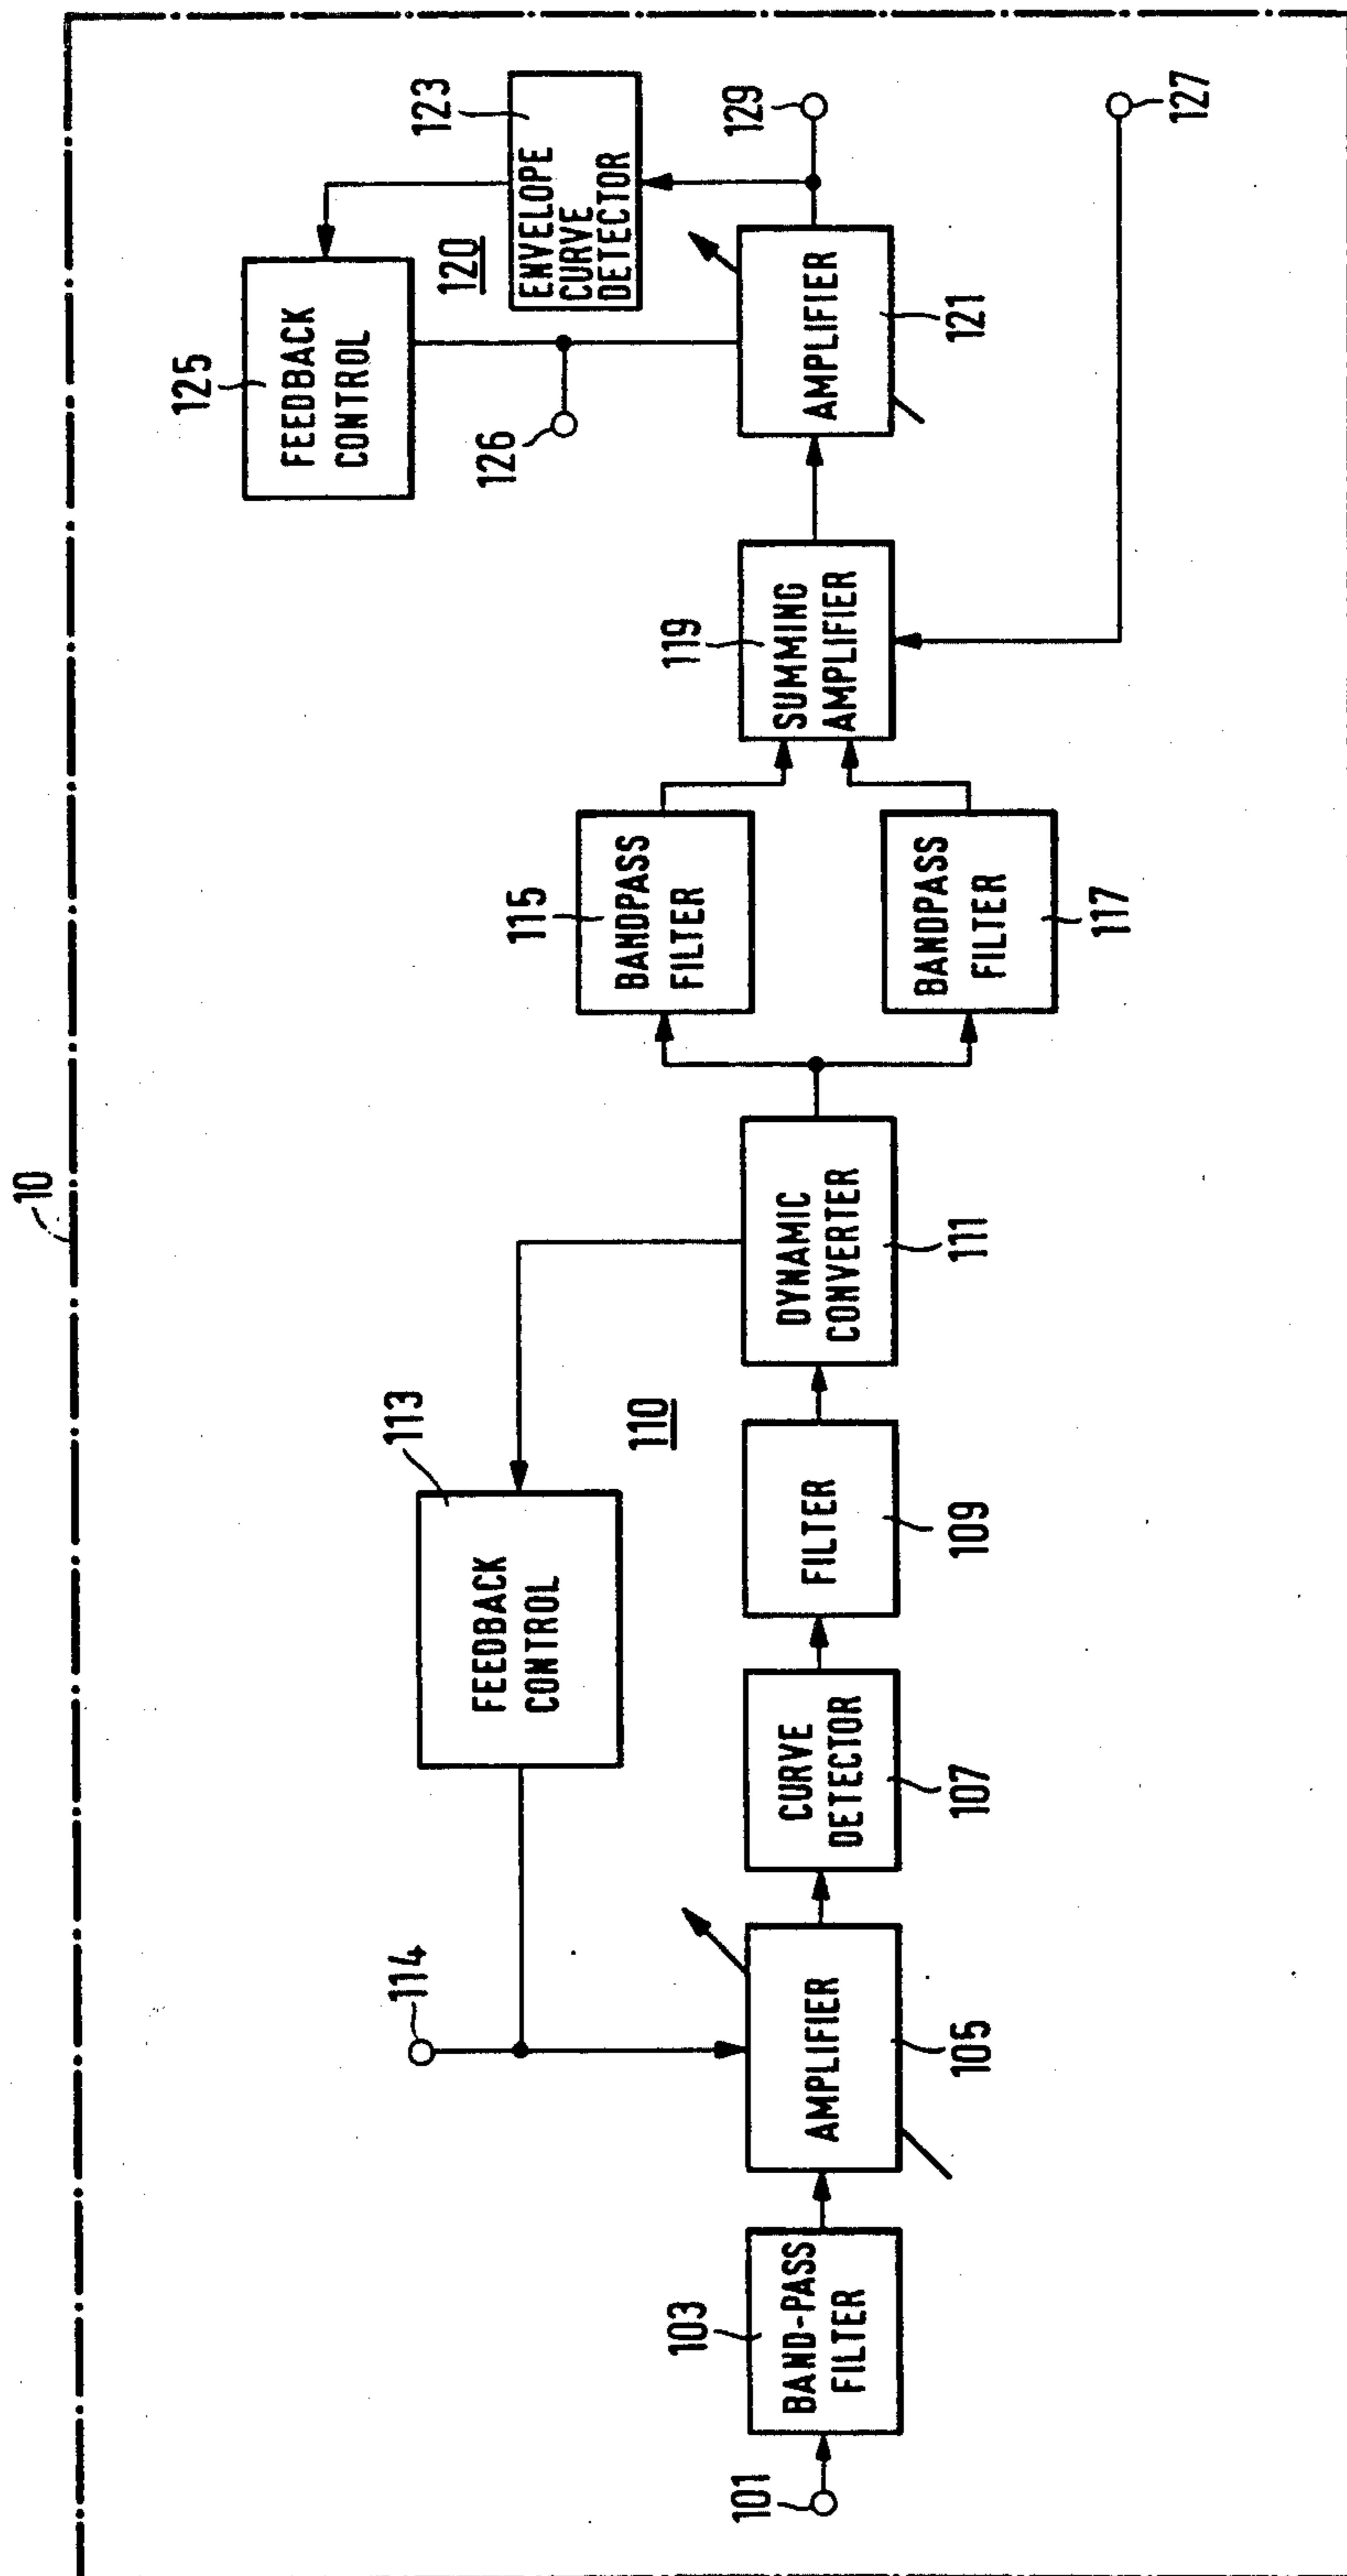 10
101
103
BAND-PASS
FILTER
114
AMPLIFIER
105
CURVE
DETECTOR
107
113
FEEDBACK
CONTROL
110
FILTER
109
DYNAMIC
CONVERTER
111
115
BANDPASS
FILTER
BANDPASS
FILTER
117
119
SUMMING
AMPLIFIER
125
FEEDBACK
CONTROL
126
120
AMPLIFIER
121
123
ENVELOPE
CURVE
DETECTOR
129
127